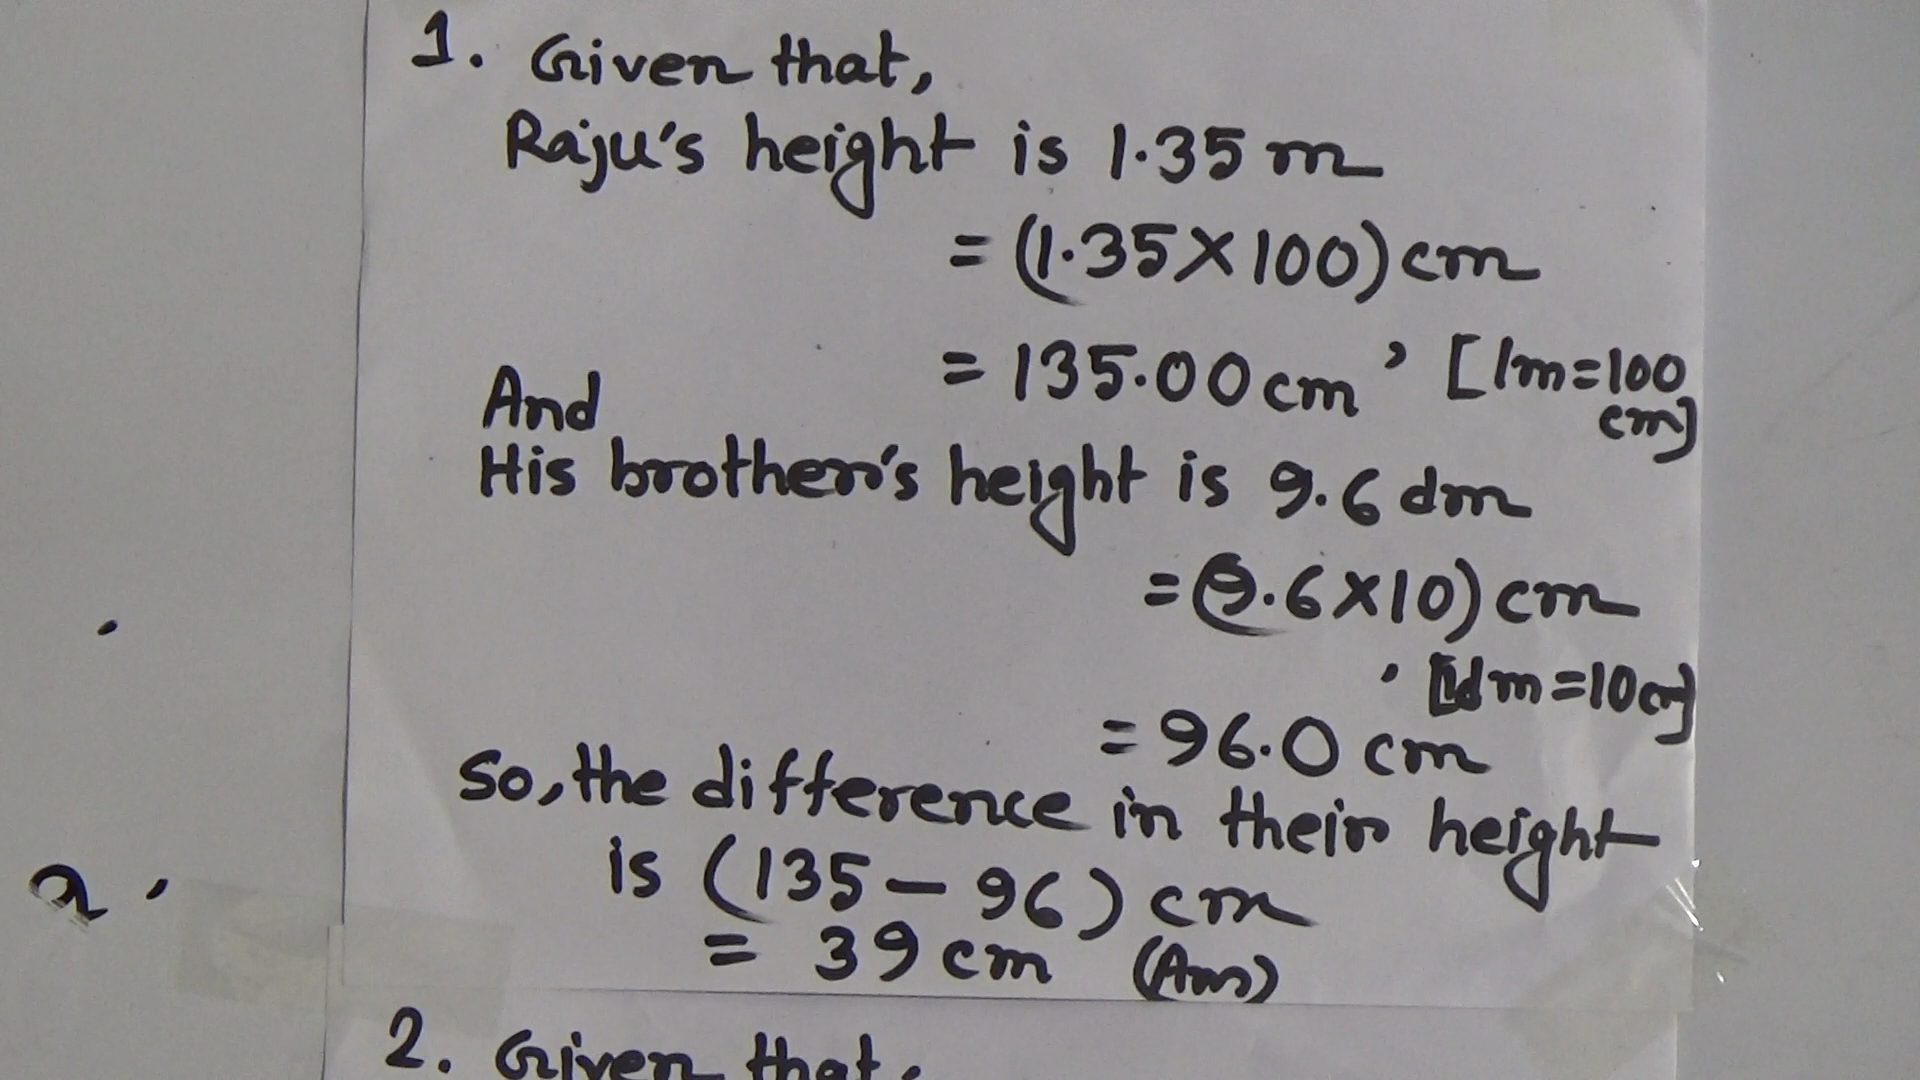 1. Given that,
Raju's height is 1.35 m
= (1.35×100) cm
= 135.00 cm , [1m=100
cm]
And
His brother's height is 9.6 dm
= (9.6×10) cm
, [1dm=10cm]
= 96.0 cm
So, the difference in their height
is (135 – 96) cm
= 39 cm (Ans)
2. Given that,